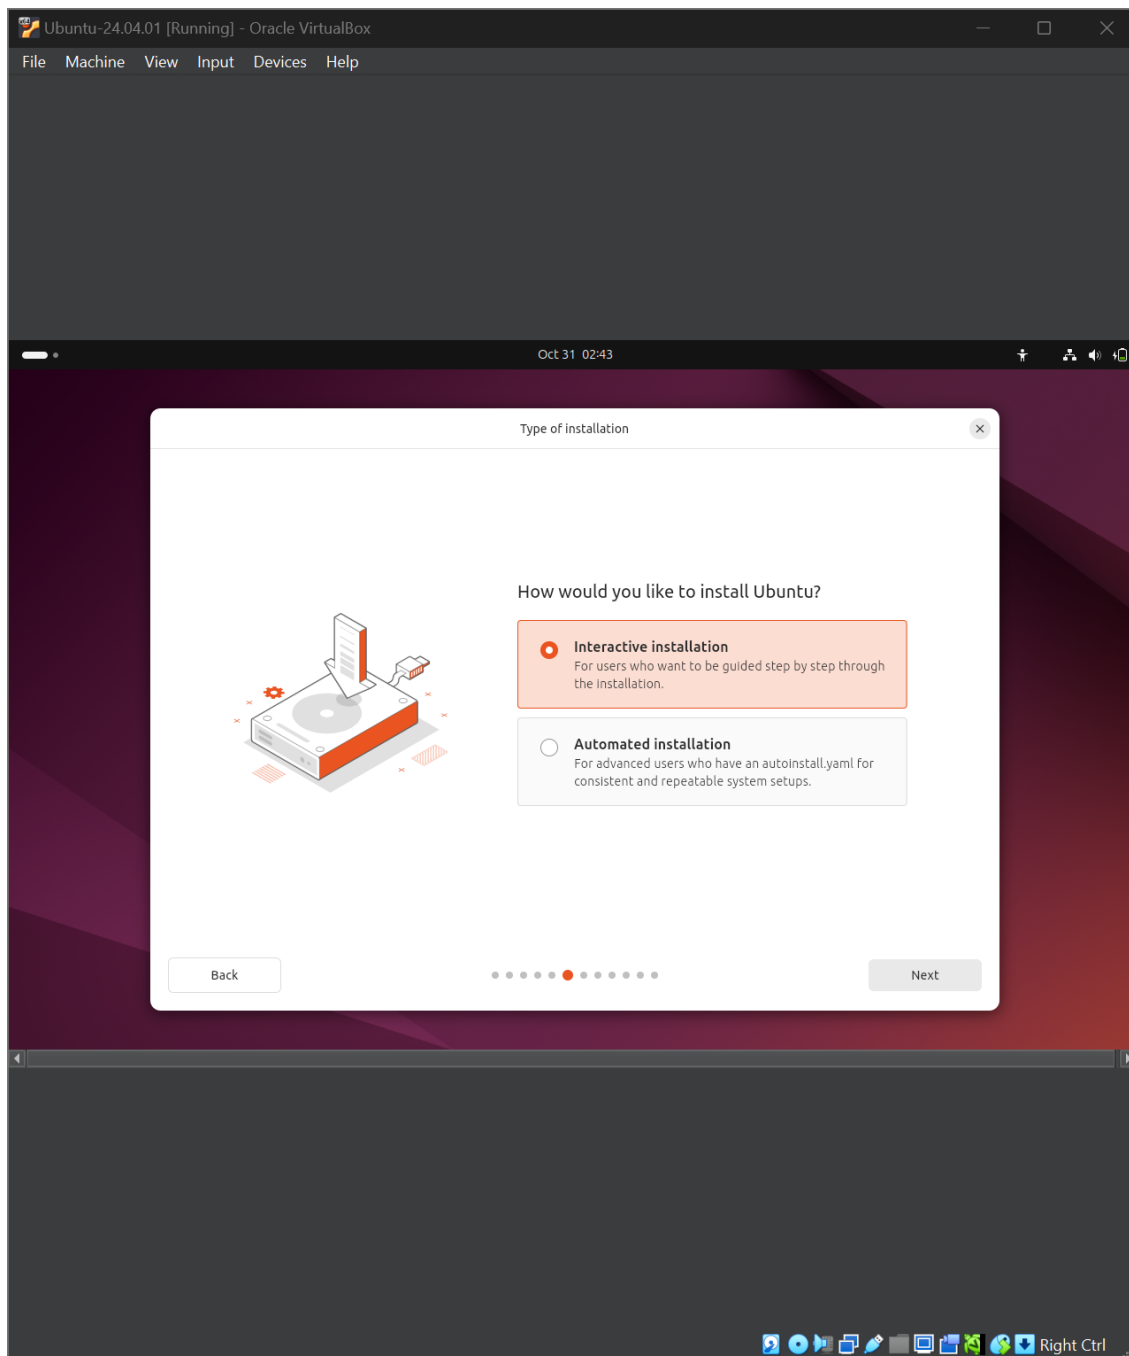 Ubuntu-24.04.01 [Running] - Oracle VirtualBox
File Machine View Input Devices Help
Oct 31 02:43
Type of installation
How would you like to install Ubuntu?
Interactive installation
For users who want to be guided step by step through
the installation.
Automated installation
For advanced users who have an autoinstall.yaml for
consistent and repeatable system setups.
Back
Next
Right Ctrl